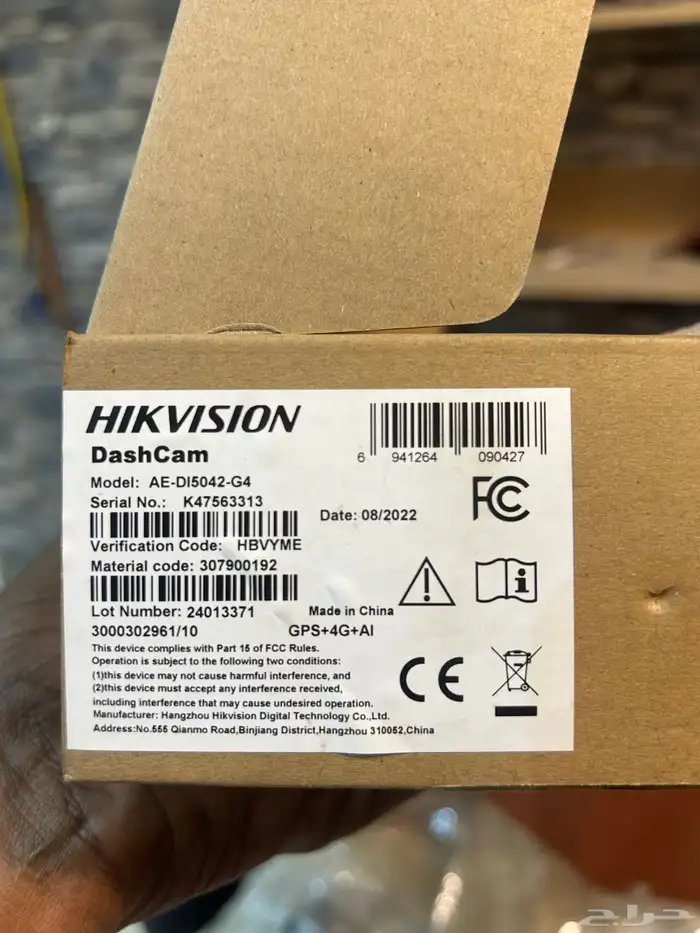 HIKVISION
DashCam
6 941264 090427
Model: AE-DI5042-G4
Serial No.: K47563313
FC
Date: 08/2022
Verification Code: HBVYME
Material code: 307900192
Lot Number: 24013371
Made in China
3000302961/10
GPS+4G+AI
This device complies with Part 15 of FCC Rules.
Operation is subject to the following two conditions:
(1)this device may not cause harmful interference, and
(2)this device must accept any interference received,
including interference that may cause undesired operation.
CE
Manufacturer: Hangzhou Hikvision Digital Technology Co.,Ltd.
Address:No.555 Qianmo Road,Binjiang District,Hangzhou 310052,China
حراج